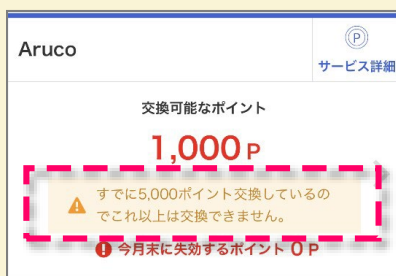 Aruco
Ⓟ
サービス詳細
交換可能なポイント
1,000 P
すでに5,000ポイント交換しているの
でこれ以上は交換できません。
今月末に失効するポイント 0 P